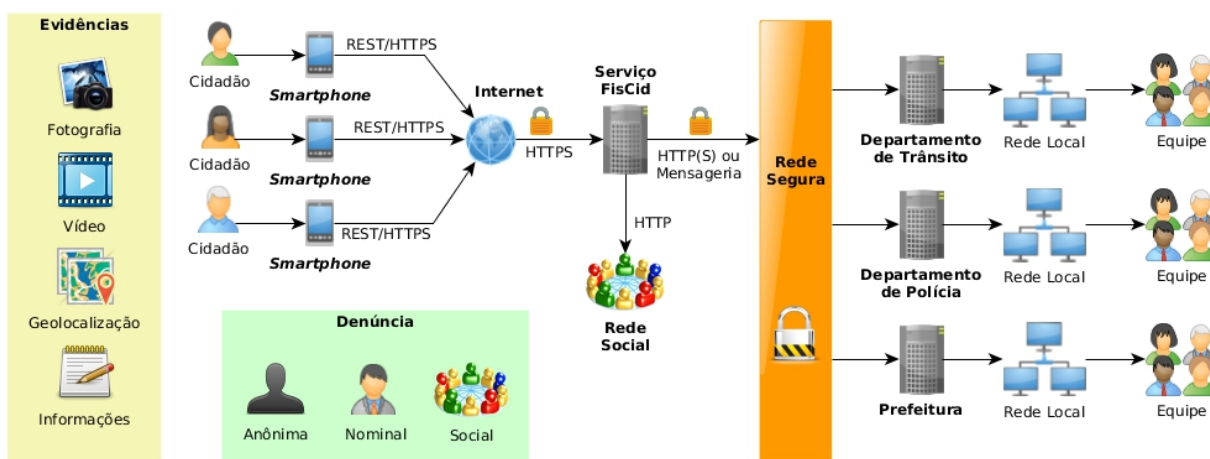 Evidências
Fotografia
Vídeo
Geolocalização
Informações
Cidadão
Smartphone
REST/HTTPS
Cidadão
Smartphone
REST/HTTPS
Cidadão
Smartphone
REST/HTTPS
Internet
HTTPS
Serviço
FisCid
HTTP(S) ou
Mensageria
HTTP
Rede
Social
Denúncia
Anônima
Nominal
Social
Rede
Segura
Departamento
de Trânsito
Rede Local
Equipe
Departamento
de Polícia
Rede Local
Equipe
Prefeitura
Rede Local
Equipe